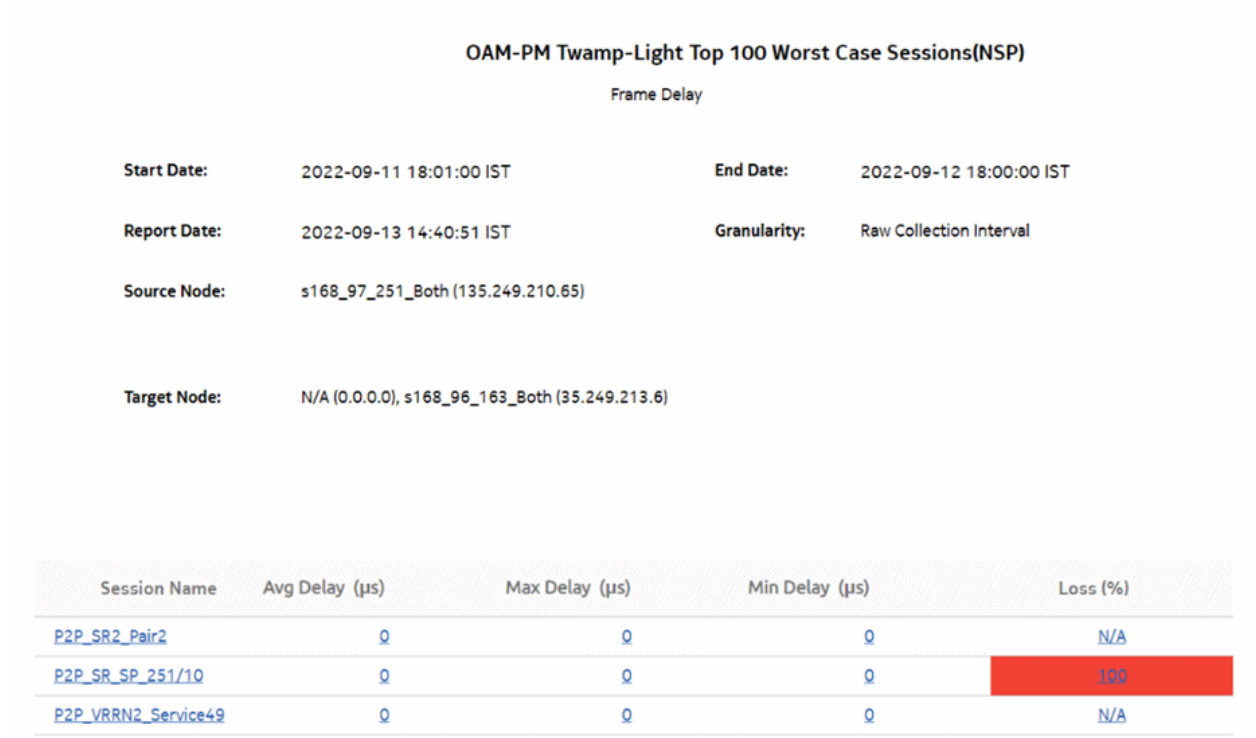 OAM-PM Twamp-Light Top 100 Worst Case Sessions(NSP)
Frame Delay
Start Date: 2022-09-11 18:01:00 IST End Date: 2022-09-12 18:00:00 IST
Report Date: 2022-09-13 14:40:51 IST Granularity: Raw Collection Interval
Source Node: s168_97_251_Both (135.249.210.65)
Target Node: N/A (0.0.0.0), s168_96_163_Both (35.249.213.6)
Session Name Avg Delay (µs) Max Delay (µs) Min Delay (µs) Loss (%)
P2P_SR2_Pair2 0 0 0 N/A
P2P_SR_SP_251/10 0 0 0 100
P2P_VRRN2_Service49 0 0 0 N/A